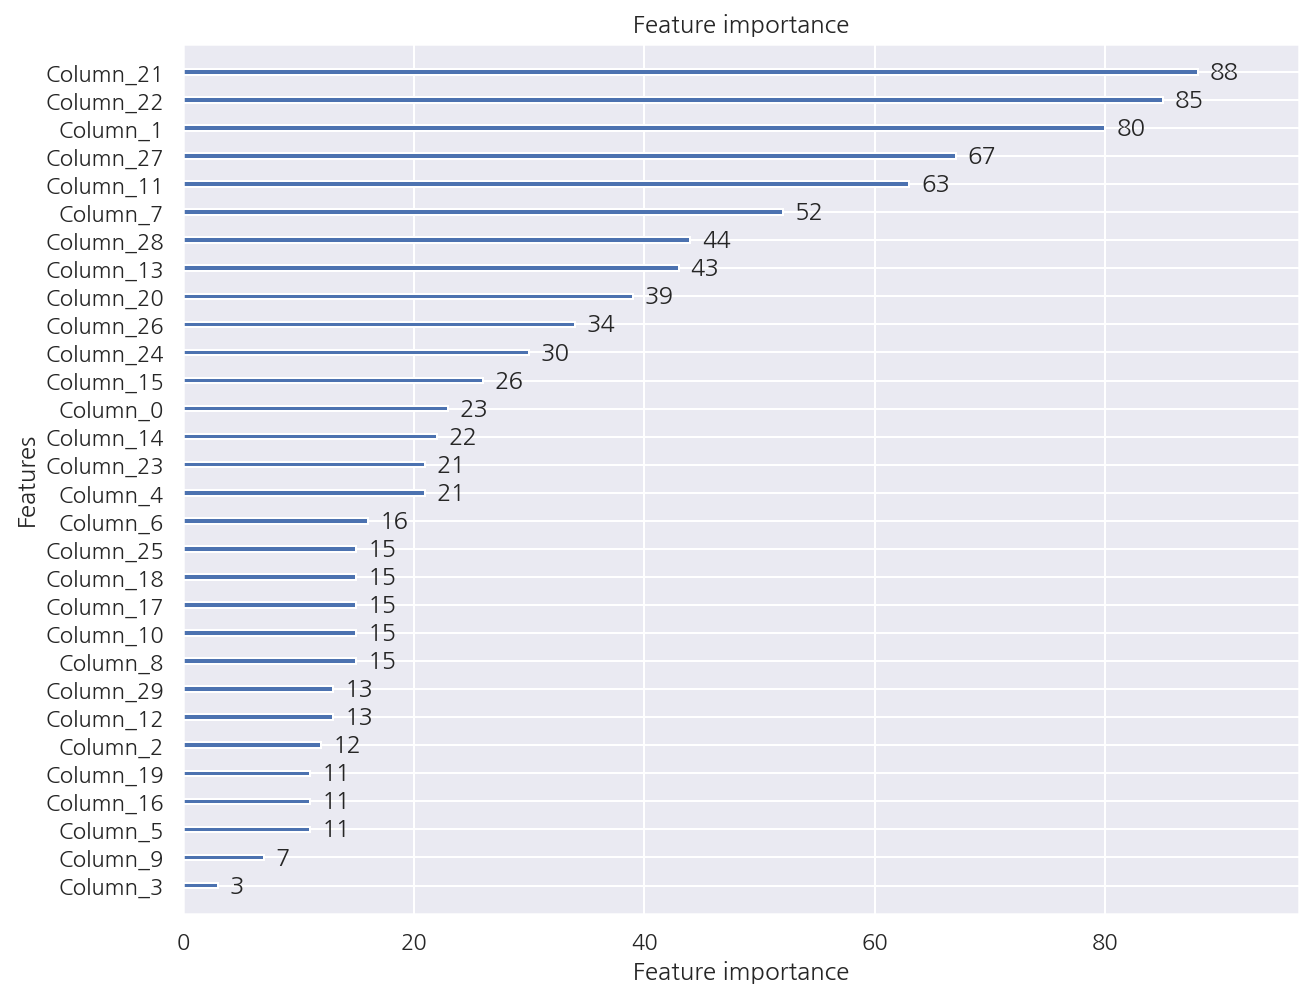 Feature importance
Column_21 88
Column_22 85
Column_1 80
Column_27 67
Column_11 63
Column_7 52
Column_28 44
Column_13 43
Column_20 39
Column_26 34
Column_24 30
Column_15 26
Column_0 23
Column_14 22
Column_23 21
Column_4 21
Column_6 16
Column_25 15
Column_18 15
Column_17 15
Column_10 15
Column_8 15
Column_29 13
Column_12 13
Column_2 12
Column_19 11
Column_16 11
Column_5 11
Column_9 7
Column_3 3
Features
0 20 40 60 80
Feature importance